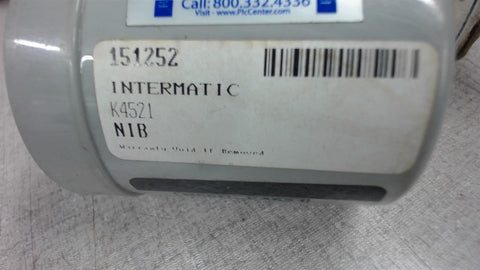 Call: 800.332.4336
Visit - www.PlcCenter.com
151252
INTERMATIC
K4521
NIB
Warranty Void If Removed